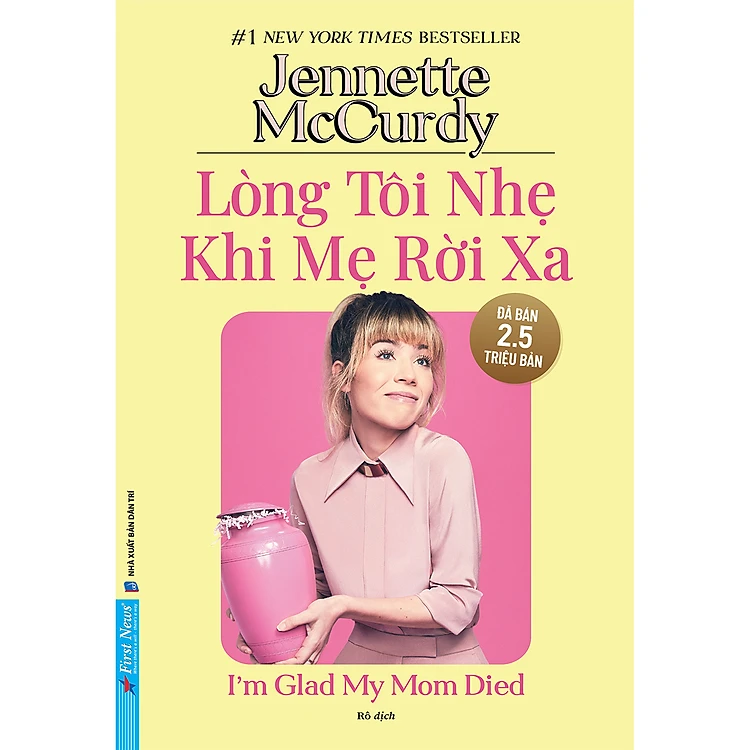 #1 NEW YORK TIMES BESTSELLER
Jennette
McCurdy
Lòng Tôi Nhẹ
Khi Mẹ Rời Xa
ĐÃ BÁN
2.5
TRIỆU BẢN
NHÀ XUẤT BẢN DÂN TRÍ
First News®
I'm Glad My Mom Died
Rô dịch